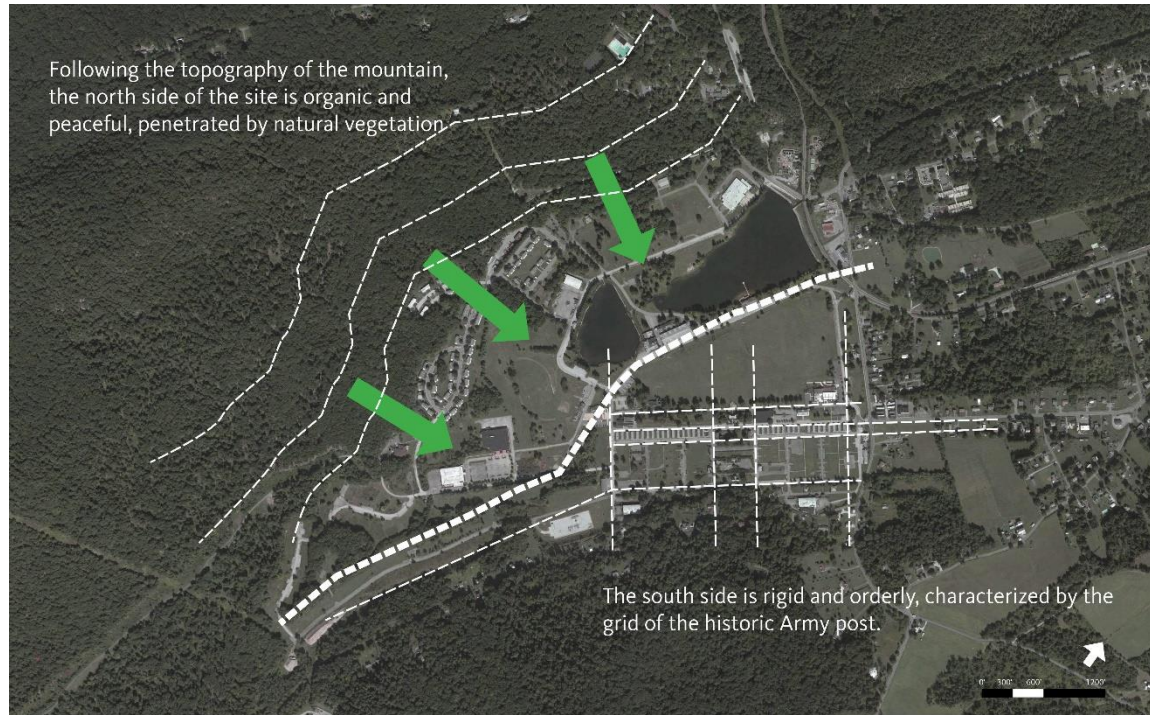 Following the topography of the mountain,
the north side of the site is organic and
peaceful, penetrated by natural vegetation.
The south side is rigid and orderly, characterized by the
grid of the historic Army post.
0' 300' 600' 1200'